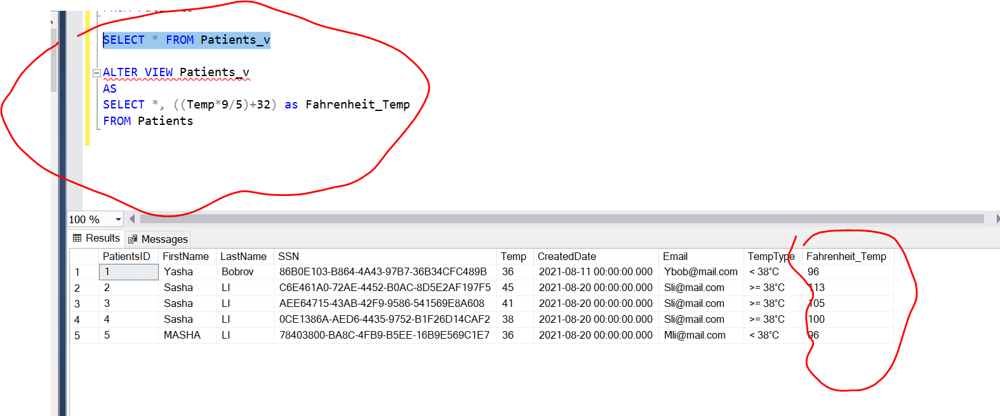 SELECT * FROM Patients_v
ALTER VIEW Patients_v
AS
SELECT *, ((Temp*9/5)+32) as Fahrenheit_Temp
FROM Patients
100 %
Results Messages
PatientsID FirstName LastName SSN Temp CreatedDate Email TempType Fahrenheit_Temp
1 1 Yasha Bobrov 86B0E103-B864-4A43-97B7-36B34CFC489B 36 2021-08-11 00:00:00.000 Ybob@mail.com < 38°C 96
2 2 Sasha LI C6E461A0-72AE-4452-B0AC-8D5E2AF197F5 45 2021-08-20 00:00:00.000 Sli@mail.com >= 38°C 113
3 3 Sasha LI AEE64715-43AB-42F9-9586-541569E8A608 41 2021-08-20 00:00:00.000 Sli@mail.com >= 38°C 105
4 4 Sasha LI 0CE1386A-AED6-4435-9752-B1F26D14CAF2 38 2021-08-20 00:00:00.000 Sli@mail.com >= 38°C 100
5 5 MASHA LI 78403800-BA8C-4FB9-B5EE-16B9E569C1E7 36 2021-08-20 00:00:00.000 Mli@mail.com < 38°C 96